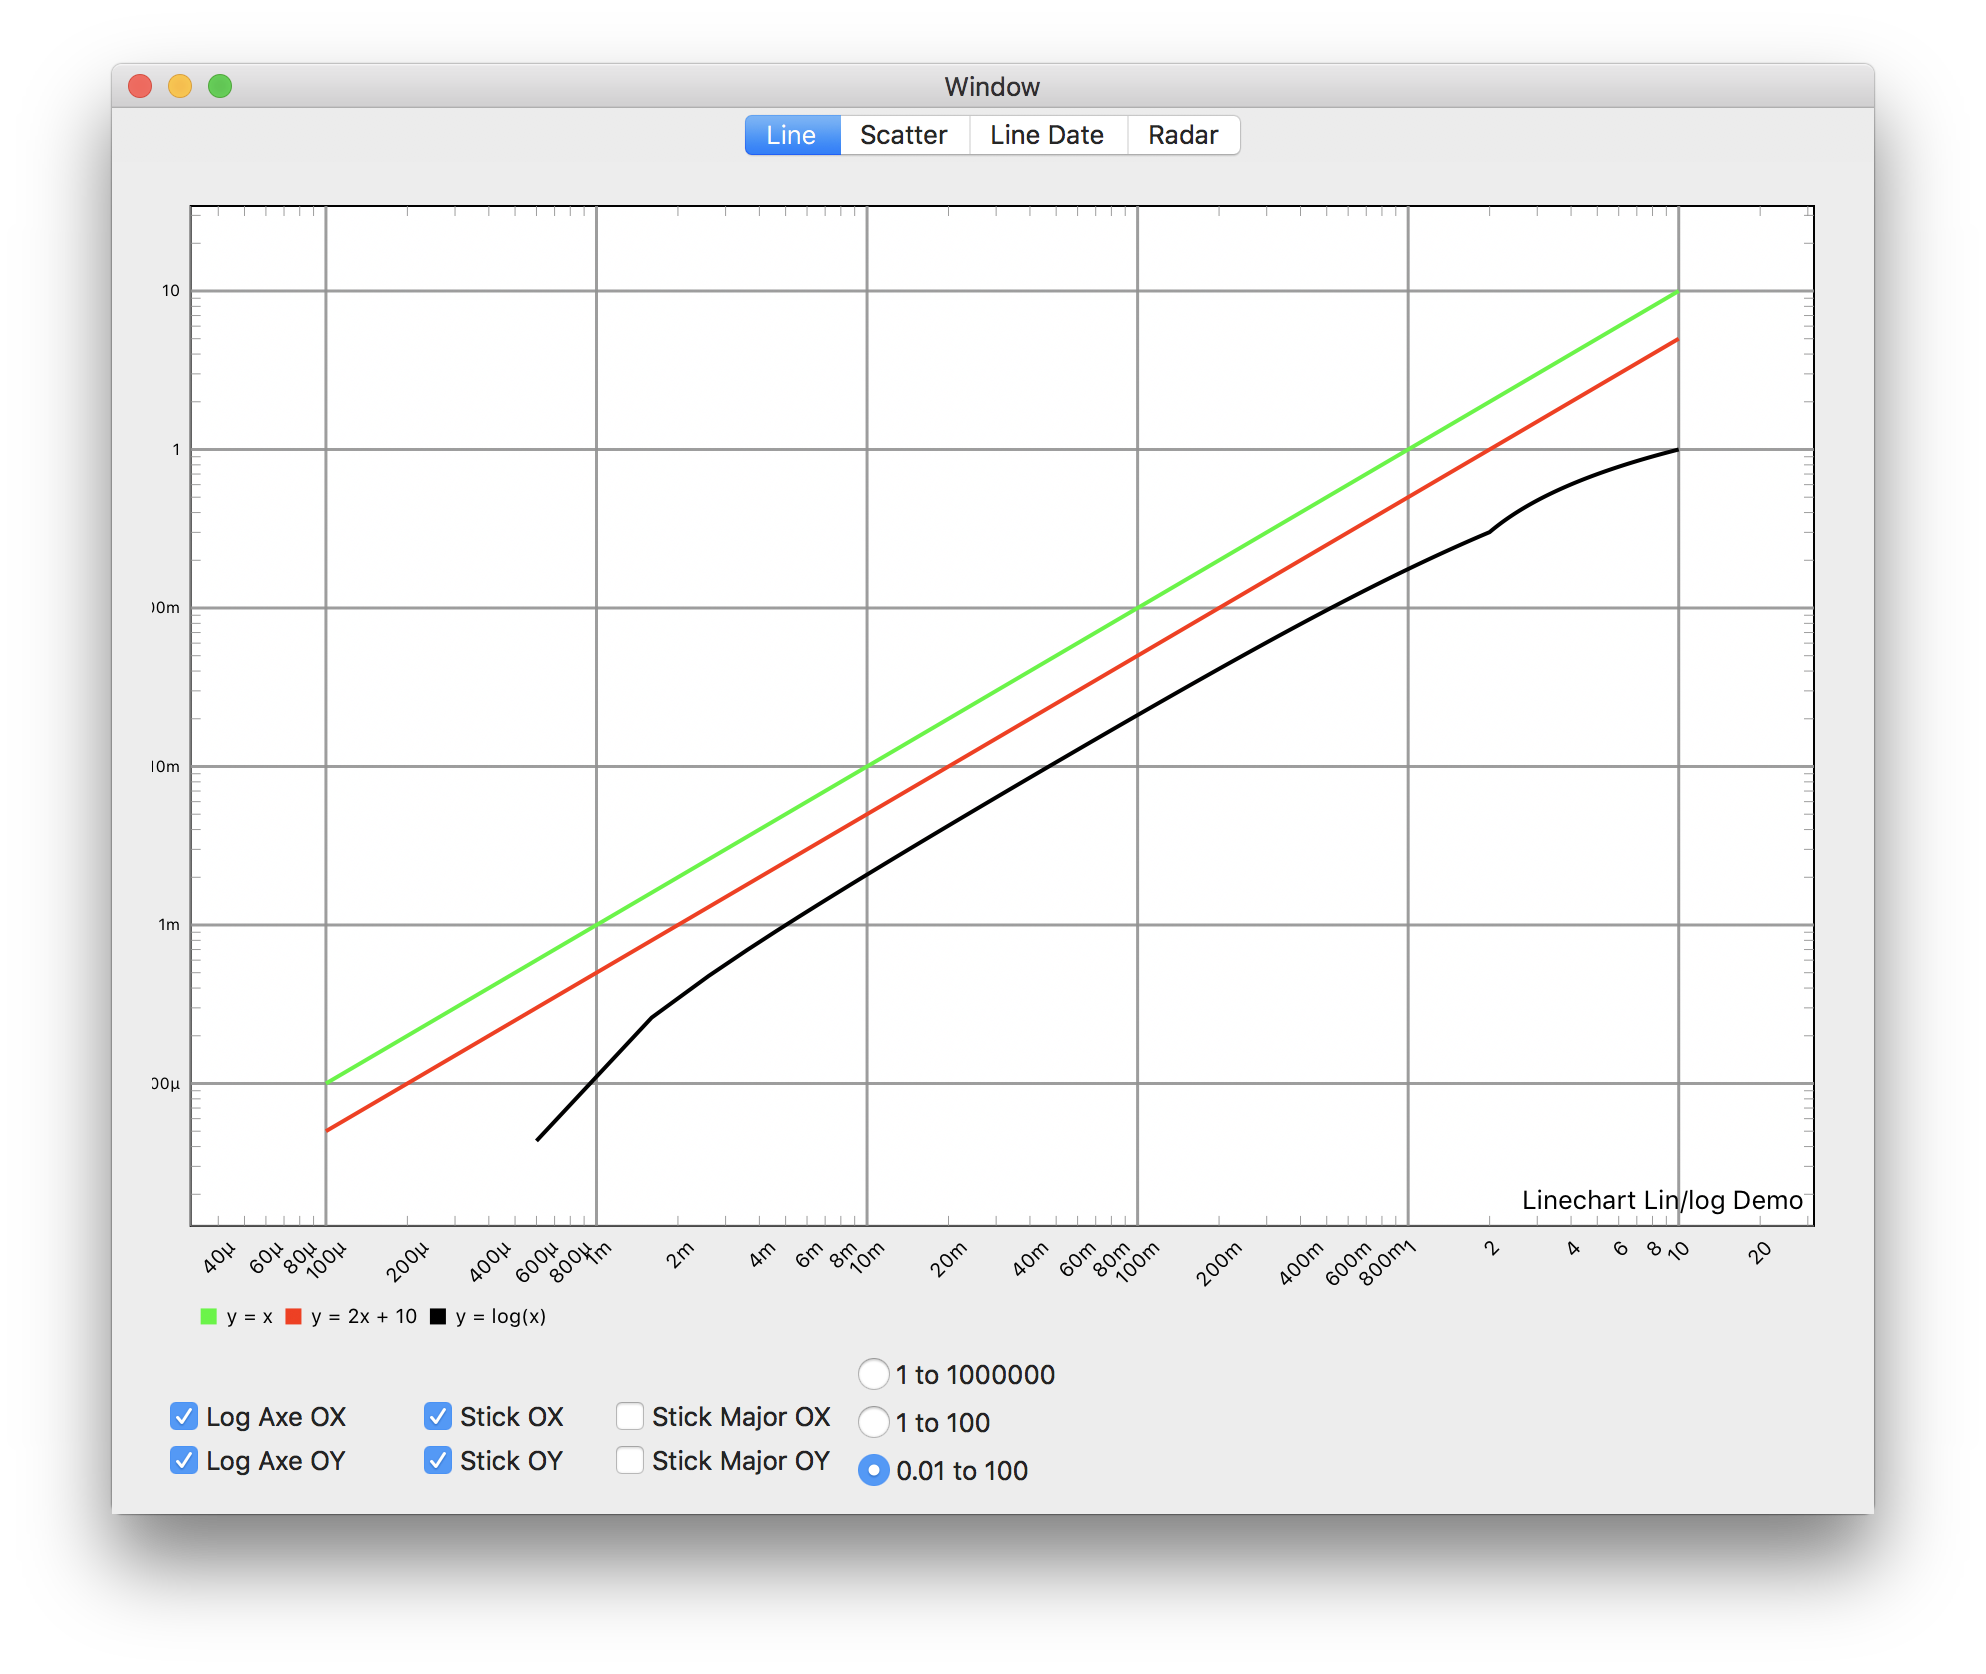 Window
Line Scatter Line Date Radar
10
1
00m
10m
1m
00µ
Linechart Lin/log Demo
40µ 60µ 80µ 100µ 200µ 400µ 600µ 800µ 1m 2m 4m 6m 8m 10m 20m 40m 60m 80m 100m 200m 400m 600m 800m 1 2 4 6 8 10 20
y = x y = 2x + 10 y = log(x)
1 to 1000000
Log Axe OX Stick OX Stick Major OX
1 to 100
Log Axe OY Stick OY Stick Major OY
0.01 to 100